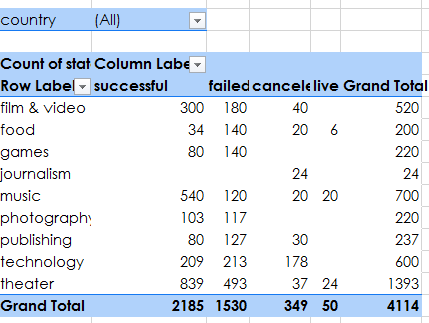 country (All)
Count of stat Column Labe
Row Label successful failed cancele live Grand Total
film & video 300 180 40 520
food 34 140 20 6 200
games 80 140 220
journalism 24 24
music 540 120 20 20 700
photography 103 117 220
publishing 80 127 30 237
technology 209 213 178 600
theater 839 493 37 24 1393
Grand Total 2185 1530 349 50 4114